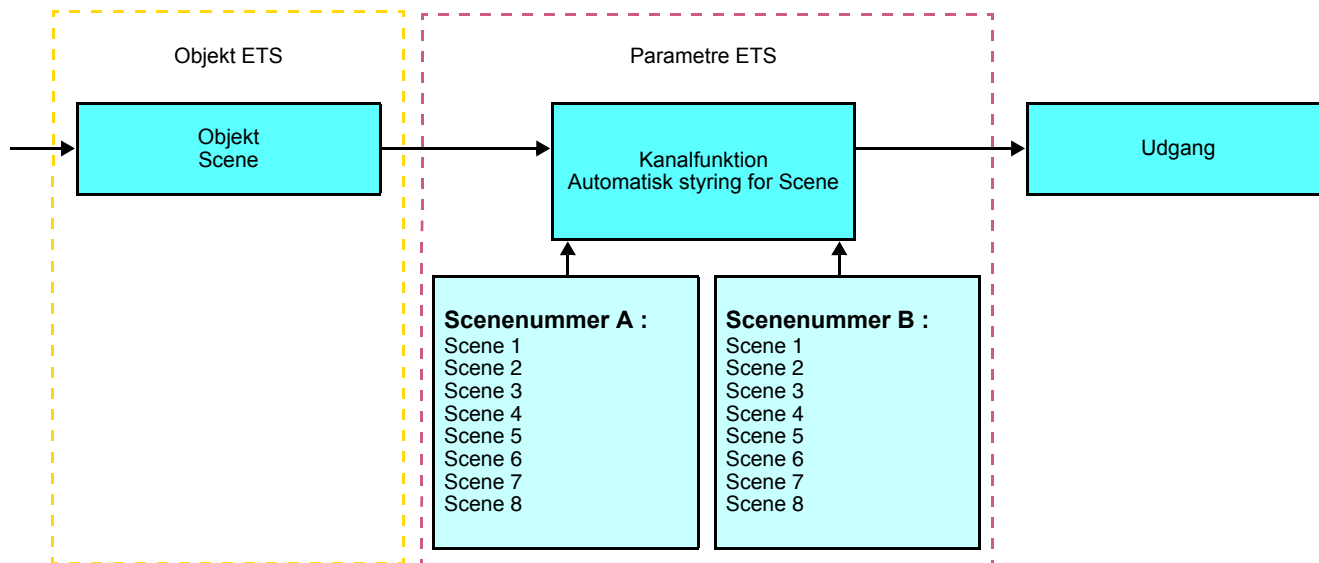 Objekt ETS
Parametre ETS
Objekt
Scene
Kanalfunktion
Automatisk styring for Scene
Udgang
Scenenummer A :
Scene 1
Scene 2
Scene 3
Scene 4
Scene 5
Scene 6
Scene 7
Scene 8
Scenenummer B :
Scene 1
Scene 2
Scene 3
Scene 4
Scene 5
Scene 6
Scene 7
Scene 8